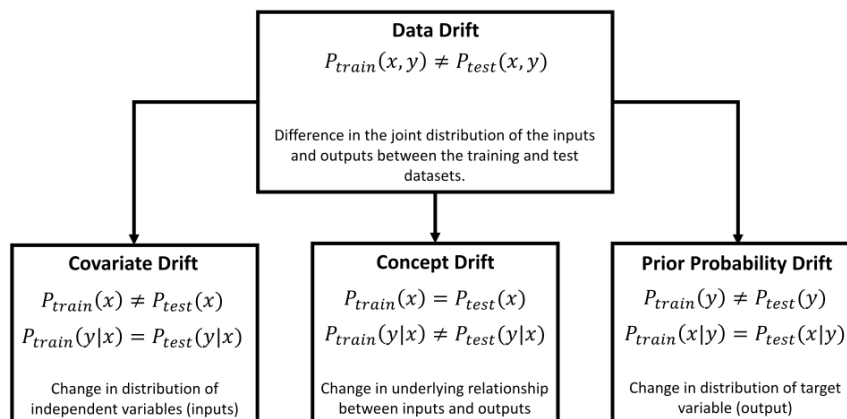 Data Drift
P_train(x, y) ≠ P_test(x, y)
Difference in the joint distribution of the inputs
and outputs between the training and test
datasets.
Covariate Drift
P_train(x) ≠ P_test(x)
P_train(y|x) = P_test(y|x)
Change in distribution of
independent variables (inputs)
Concept Drift
P_train(x) = P_test(x)
P_train(y|x) ≠ P_test(y|x)
Change in underlying relationship
between inputs and outputs
Prior Probability Drift
P_train(y) ≠ P_test(y)
P_train(x|y) = P_test(x|y)
Change in distribution of target
variable (output)